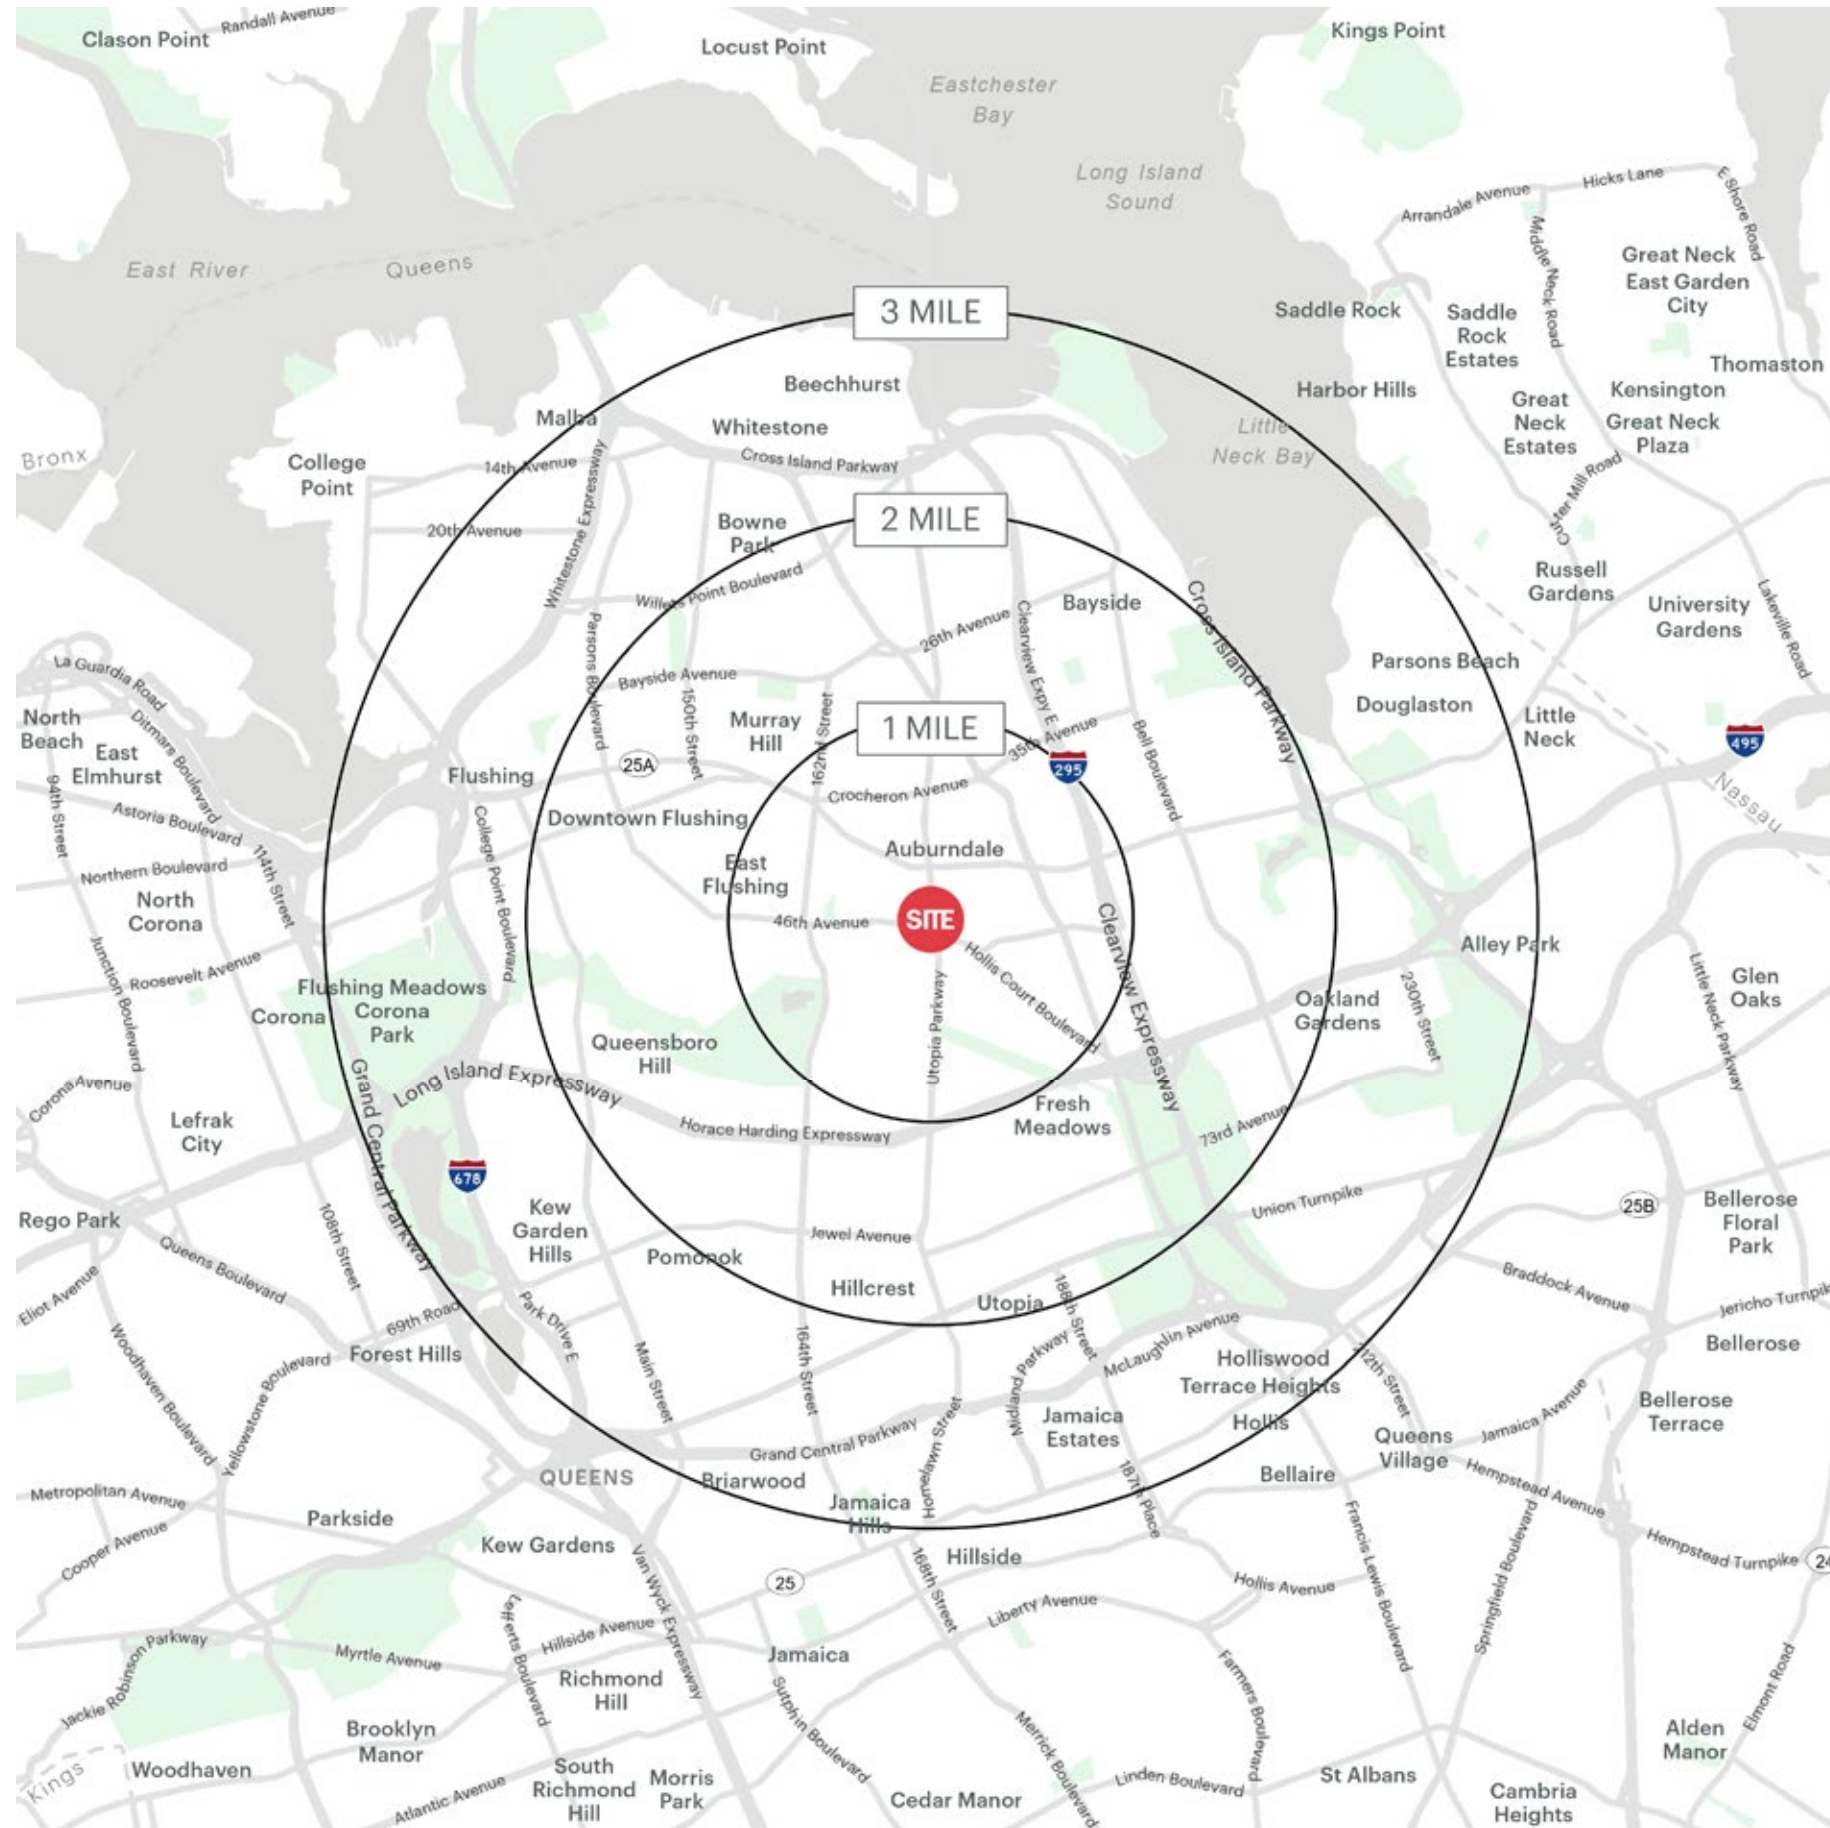 Clason Point
Randall Avenue
Locust Point
Kings Point
Eastchester
Bay
Long Island
Sound
Hicks Lane
E Shore Road
Arrandale Avenue
Middle Neck Road
East River
Queens
Great Neck
East Garden
City
3 MILE
Saddle Rock
Saddle
Rock
Estates
Thomaston
Beechhurst
Harbor Hills
Kensington
Great
Neck
Estates
Great Neck
Plaza
Malba
Whitestone
Little
Neck Bay
Bronx
College
Point
14th Avenue
Cross Island Parkway
Whitestone Expressway
Cutter Mill Road
2 MILE
Bowne
Park
20th Avenue
Russell
Gardens
University
Gardens
Lakeville Road
Willets Point Boulevard
Bayside
26th Avenue
Clearview Expy E
Cross Island Parkway
Parsons Boulevard
Bayside Avenue
150th Street
162nd Street
La Guardia Road
Parsons Beach
Douglaston
Little
Neck
North
Beach
Ditmars Boulevard
East
Elmhurst
Murray
Hill
1 MILE
35th Avenue
Bell Boulevard
295
495
Nassau
25A
Flushing
Crocheron Avenue
94th Street
Astoria Boulevard
114th Street
College Point Boulevard
Downtown Flushing
Auburndale
East
Flushing
Northern Boulevard
North
Corona
46th Avenue
SITE
Hollis Court Boulevard
Clearview Expressway
Alley Park
Junction Boulevard
Roosevelt Avenue
Flushing Meadows
Corona
Park
Corona
Utopia Parkway
Oakland
Gardens
230th Street
Little Neck Parkway
Glen
Oaks
Queensboro
Hill
Grand Central Parkway
Long Island Expressway
Corona Avenue
Lefrak
City
Horace Harding Expressway
Fresh
Meadows
73rd Avenue
678
Rego Park
108th Street
Kew
Garden
Hills
Union Turnpike
25B
Bellerose
Floral
Park
Queens Boulevard
Pomonok
Jewel Avenue
Hillcrest
Utopia
188th Street
Braddock Avenue
Jericho Turnpik
Eliot Avenue
69th Road
Park Drive E
Woodhaven Boulevard
Yellowstone Boulevard
Forest Hills
Main Street
164th Street
Midland Parkway
McLaughlin Avenue
Holliswood
Terrace Heights
212th Street
Bellerose
Bellerose
Terrace
Homelawn Street
Jamaica
Estates
Hollis
Jamaica Avenue
Queens
Village
Grand Central Parkway
QUEENS
Briarwood
187th Place
Bellaire
Hempstead Avenue
Metropolitan Avenue
Parkside
Jamaica
Hills
Francis Lewis Boulevard
Springfield Boulevard
Cooper Avenue
Kew Gardens
Van Wyck Expressway
Hillside
168th Street
Hempstead Turnpike
24
25
Hollis Avenue
Liberty Avenue
Lefferts Boulevard
Hillside Avenue
Jackie Robinson Parkway
Myrtle Avenue
Jamaica
Richmond
Hill
Sutphin Boulevard
Farmers Boulevard
Elmont Road
Brooklyn
Manor
Merrick Boulevard
Alden
Manor
Kings
Woodhaven
Atlantic Avenue
South
Richmond
Hill
Morris
Park
Cedar Manor
Linden Boulevard
St Albans
Cambria
Heights